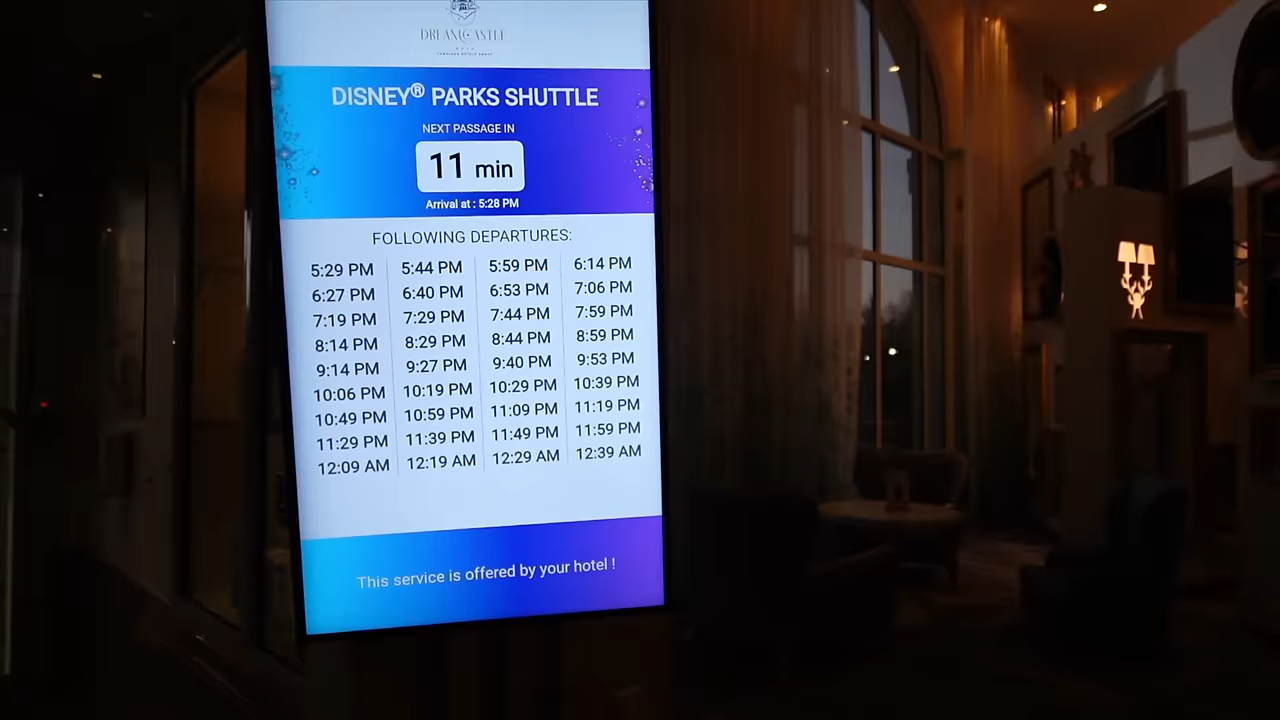 DREAM CASTLE
DISNEY® PARKS SHUTTLE
NEXT PASSAGE IN
11 min
Arrival at : 5:28 PM
FOLLOWING DEPARTURES:
5:29 PM 5:44 PM 5:59 PM 6:14 PM
6:27 PM 6:40 PM 6:53 PM 7:06 PM
7:19 PM 7:29 PM 7:44 PM 7:59 PM
8:14 PM 8:29 PM 8:44 PM 8:59 PM
9:14 PM 9:27 PM 9:40 PM 9:53 PM
10:06 PM 10:19 PM 10:29 PM 10:39 PM
10:49 PM 10:59 PM 11:09 PM 11:19 PM
11:29 PM 11:39 PM 11:49 PM 11:59 PM
12:09 AM 12:19 AM 12:29 AM 12:39 AM
This service is offered by your hotel !